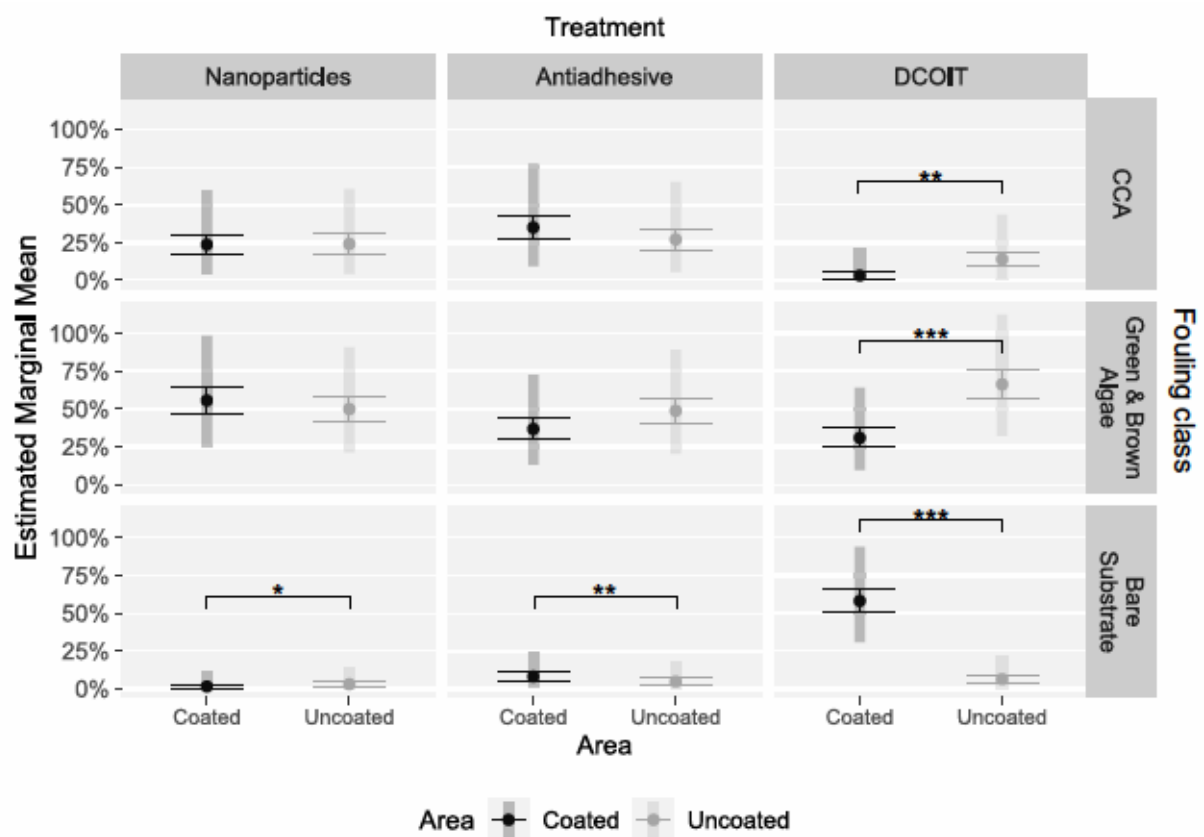 Treatment
Nanoparticles
Antiadhesive
DCOIT
100%
75%
50%
25%
0%
**
CCA
100%
75%
50%
25%
0%
***
Green & Brown
Algae
100%
75%
50%
25%
0%
*
**
***
Bare
Substrate
Estimated Marginal Mean
Fouling class
Coated
Uncoated
Coated
Uncoated
Coated
Uncoated
Area
Area
Coated
Uncoated